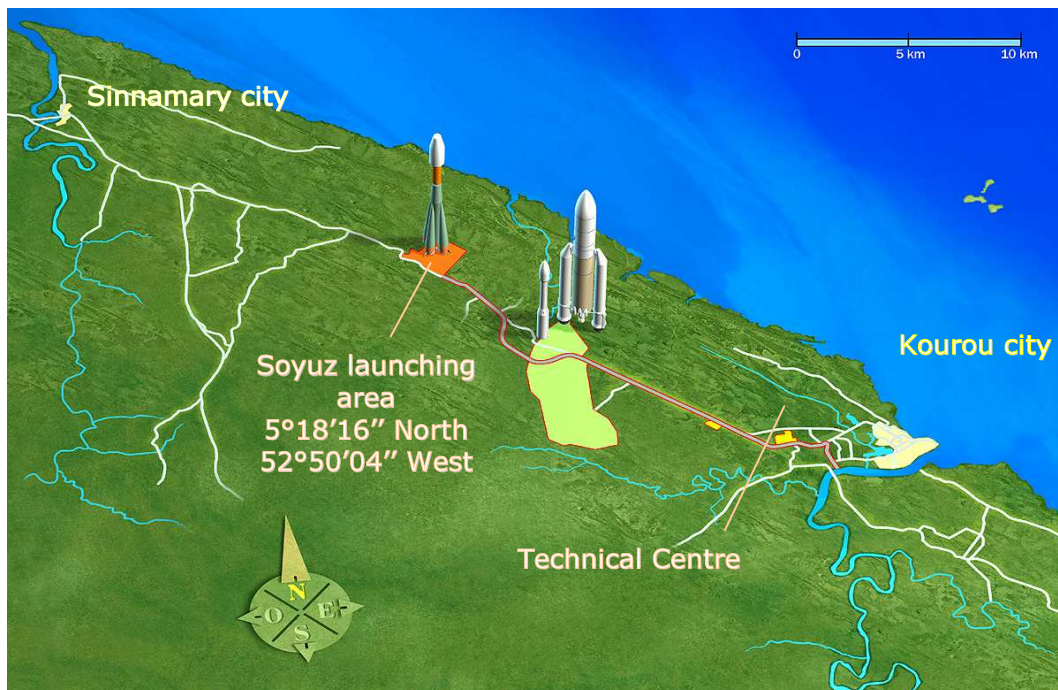 0
5 km
10 km
Sinnamary city
Kourou city
Soyuz launching
area
5°18’16” North
52°50’04” West
Technical Centre
N
O
E
S